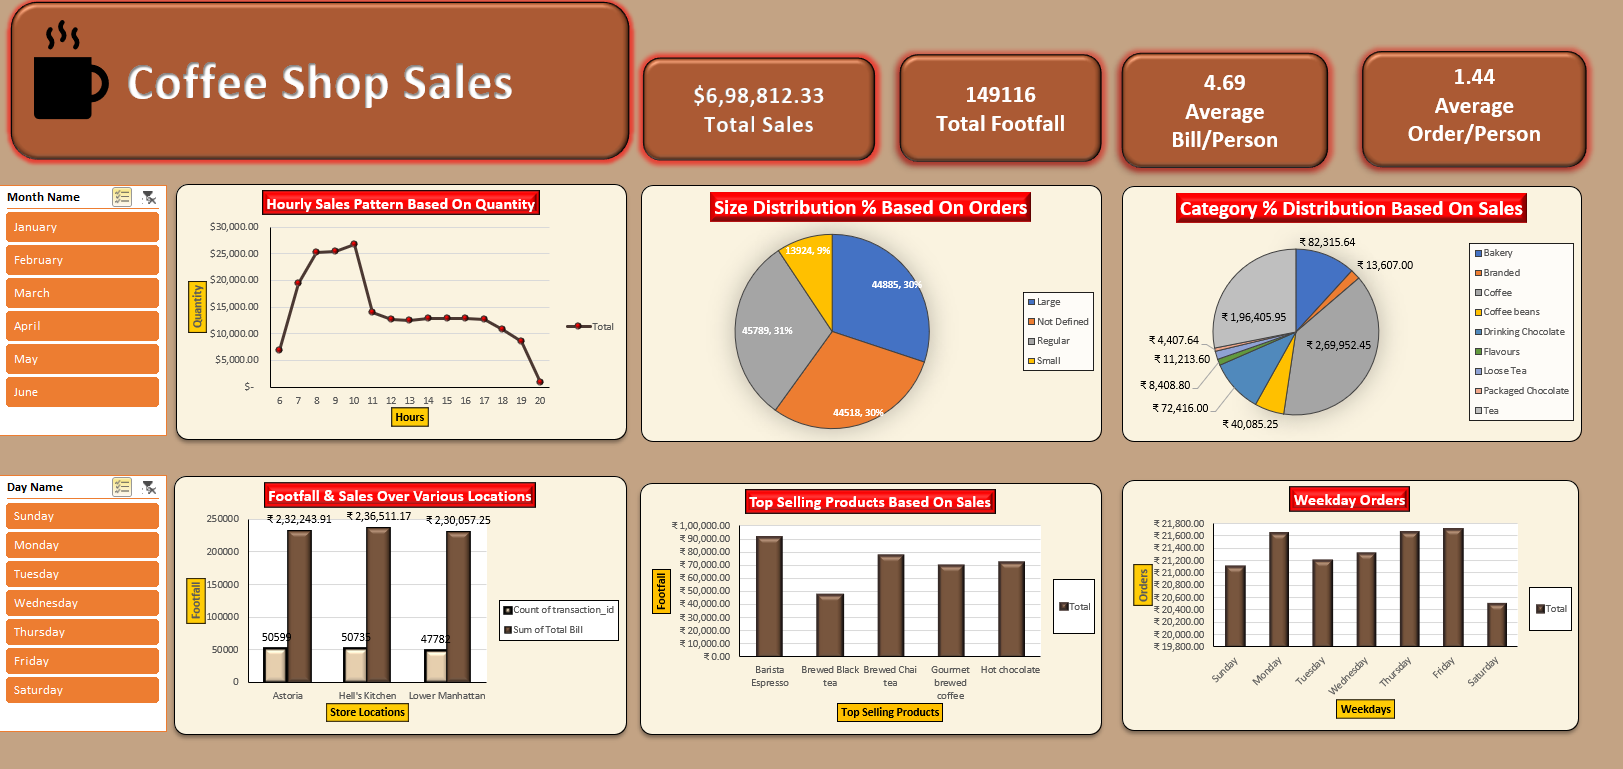 Coffee Shop Sales
$6,98,812.33
Total Sales
149116
Total Footfall
4.69
Average
Bill/Person
1.44
Average
Order/Person
Month Name
January
February
March
April
May
June
Hourly Sales Pattern Based On Quantity
$30,000.00
$25,000.00
$20,000.00
$15,000.00
$10,000.00
$5,000.00
$-
Quantity
6 7 8 9 10 11 12 13 14 15 16 17 18 19 20
Hours
Total
Size Distribution % Based On Orders
13924, 9%
44885, 30%
45789, 31%
44518, 30%
Large
Not Defined
Regular
Small
Category % Distribution Based On Sales
₹ 82,315.64
₹ 13,607.00
₹ 1,96,405.95
₹ 2,69,952.45
₹ 4,407.64
₹ 11,213.60
₹ 8,408.80
₹ 72,416.00
₹ 40,085.25
Bakery
Branded
Coffee
Coffee beans
Drinking Chocolate
Flavours
Loose Tea
Packaged Chocolate
Tea
Day Name
Sunday
Monday
Tuesday
Wednesday
Thursday
Friday
Saturday
Footfall & Sales Over Various Locations
250000
200000
150000
100000
50000
0
Footfall
₹ 2,32,243.91
₹ 2,36,511.17
₹ 2,30,057.25
50599
50735
47782
Astoria
Hell's Kitchen
Lower Manhattan
Store Locations
Count of transaction_id
Sum of Total Bill
Top Selling Products Based On Sales
₹ 1,00,000.00
₹ 90,000.00
₹ 80,000.00
₹ 70,000.00
₹ 60,000.00
₹ 50,000.00
₹ 40,000.00
₹ 30,000.00
₹ 20,000.00
₹ 10,000.00
₹ 0.00
Footfall
Barista
Espresso
Brewed Black
tea
Brewed Chai
tea
Gourmet
brewed
coffee
Hot chocolate
Top Selling Products
Total
Weekday Orders
₹ 21,800.00
₹ 21,600.00
₹ 21,400.00
₹ 21,200.00
₹ 21,000.00
₹ 20,800.00
₹ 20,600.00
₹ 20,400.00
₹ 20,200.00
₹ 20,000.00
₹ 19,800.00
Orders
Sunday
Monday
Tuesday
Wednesday
Thursday
Friday
Saturday
Weekdays
Total